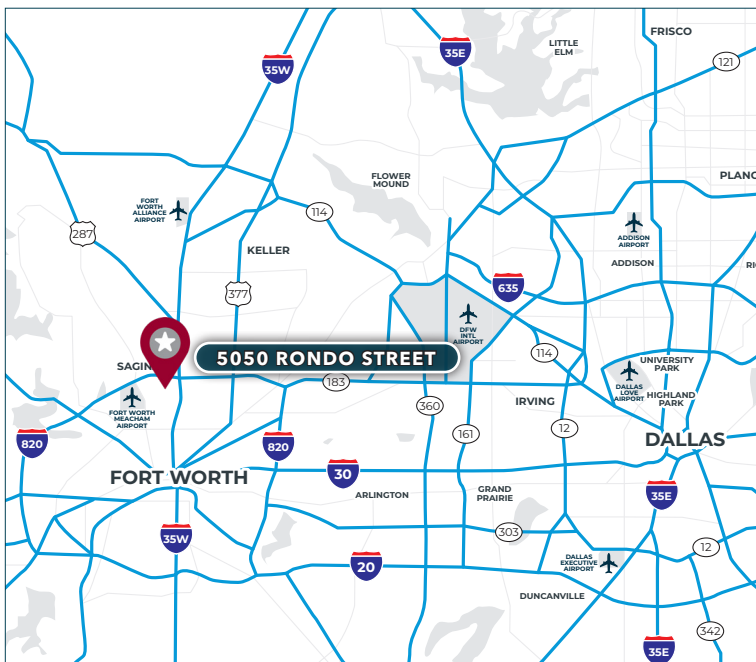 FRISCO
LITTLE
ELM
35W
35E
121
FLOWER
MOUND
PLANO
FORT
WORTH
ALLIANCE
AIRPORT
114
287
KELLER
ADDISON
AIRPORT
ADDISON
RI
377
635
DFW
INTL
AIRPORT
5050 RONDO STREET
SAGIN
114
UNIVERSITY
PARK
DALLAS
LOVE
AIRPORT
HIGHLAND
PARK
183
FORT WORTH
MEACHAM
AIRPORT
360
IRVING
161
12
820
820
DALLAS
FORT WORTH
30
ARLINGTON
GRAND
PRAIRIE
35E
303
35W
12
20
DALLAS
EXECUTIVE
AIRPORT
DUNCANVILLE
342
35E